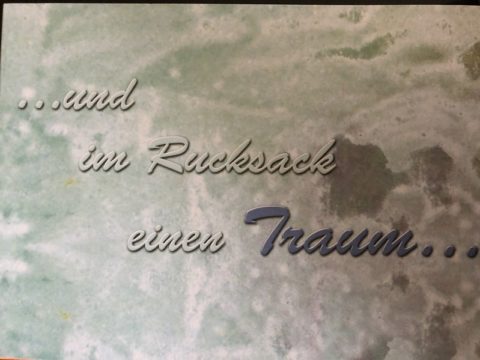 ...und
im Rucksack
einen Traum...